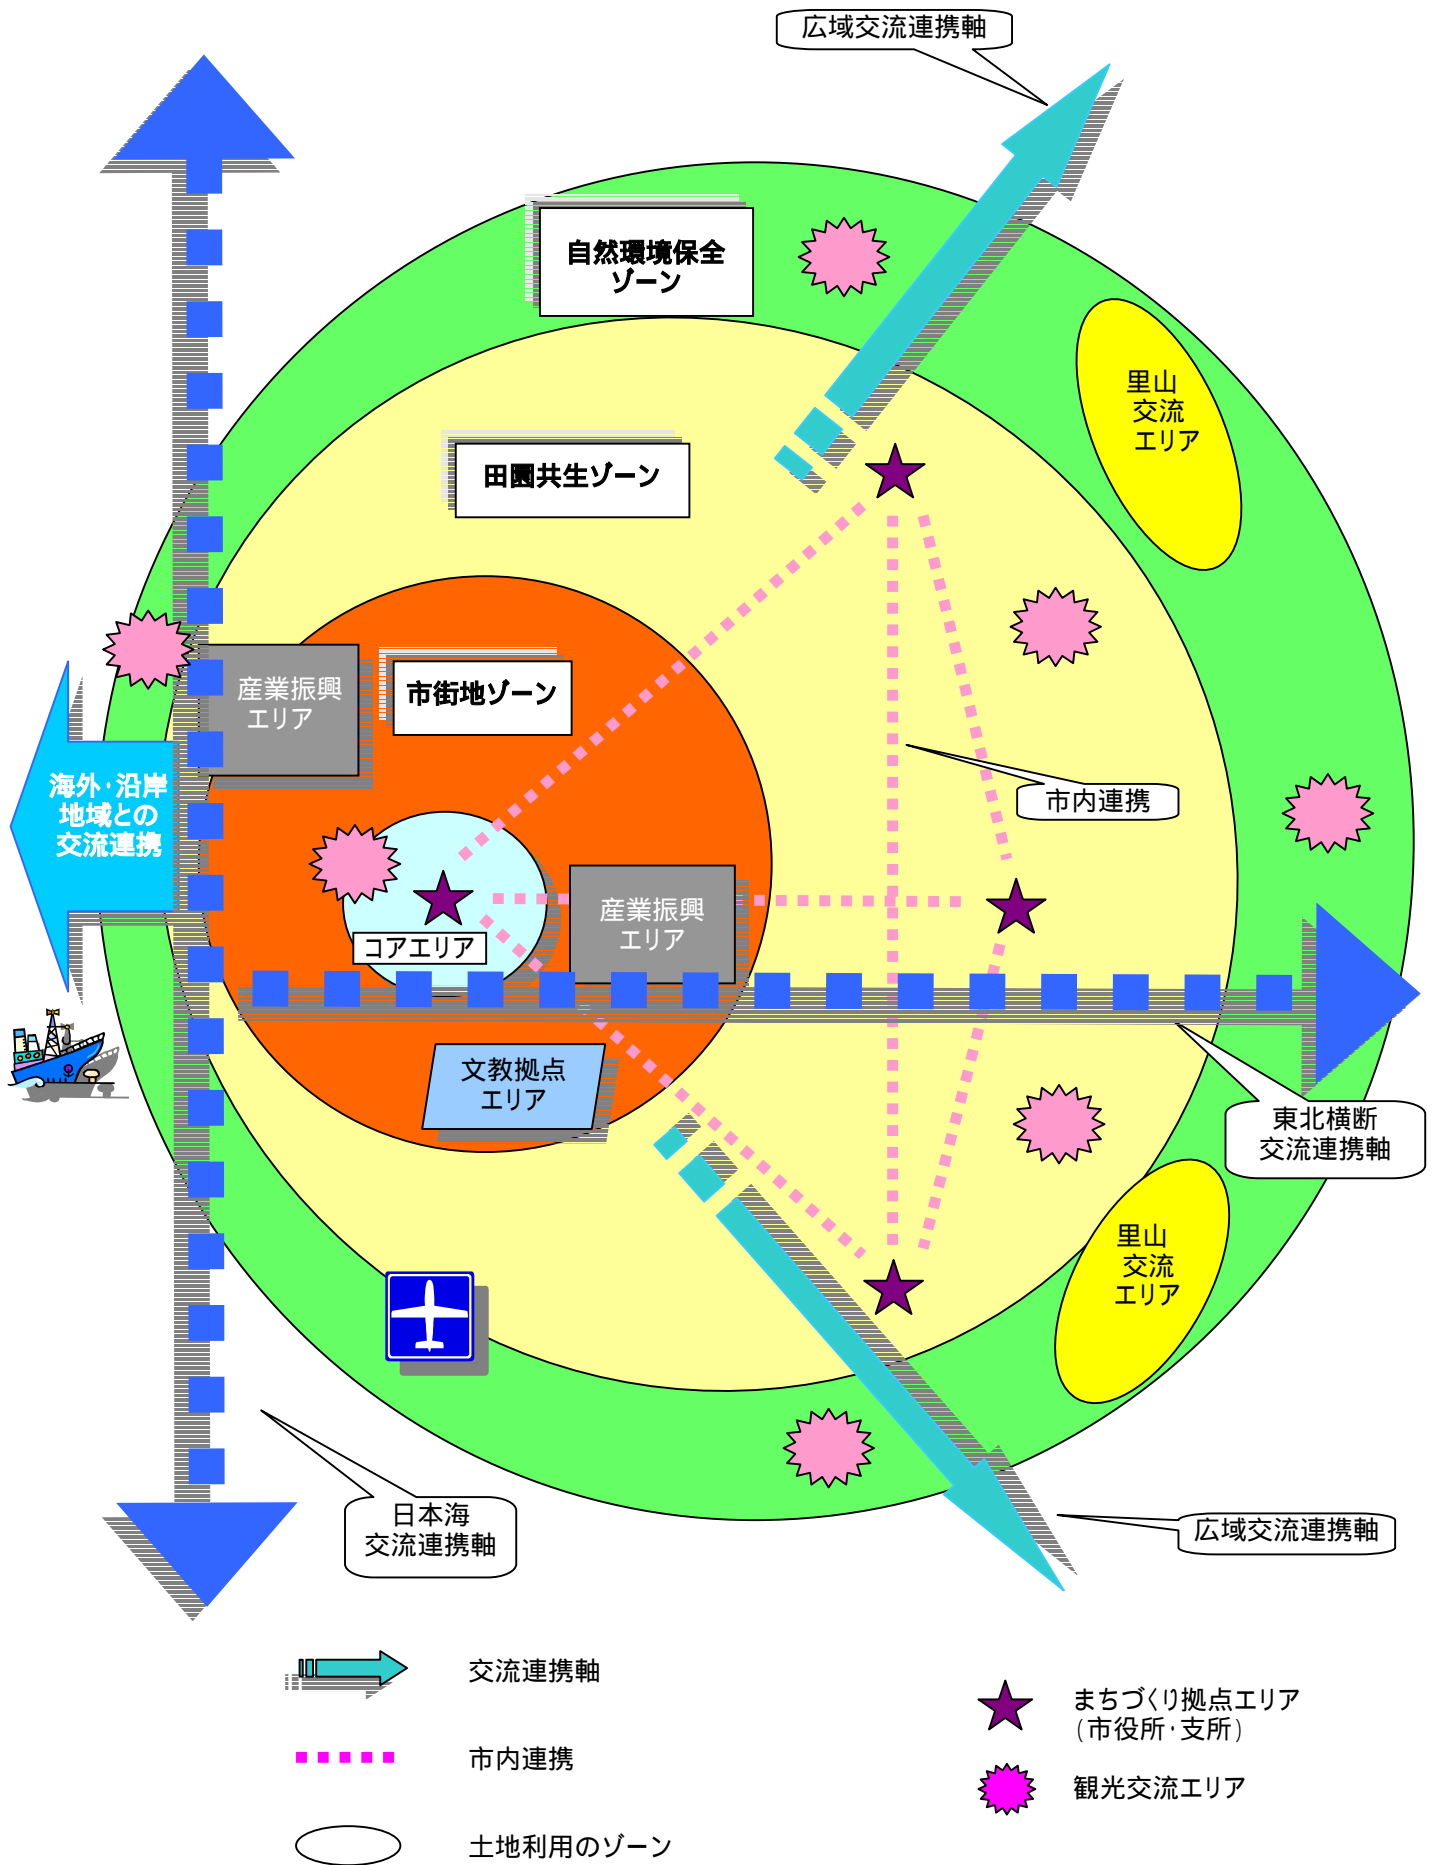 広域交流連携軸
自然環境保全
ゾーン
里山
交流
エリア
田園共生ゾーン
産業振興
エリア
市街地ゾーン
海外・沿岸
地域との
交流連携
市内連携
産業振興
エリア
コアエリア
文教拠点
エリア
東北横断
交流連携軸
里山
交流
エリア
日本海
交流連携軸
広域交流連携軸
交流連携軸
まちづくり拠点エリア
(市役所・支所)
市内連携
観光交流エリア
土地利用のゾーン